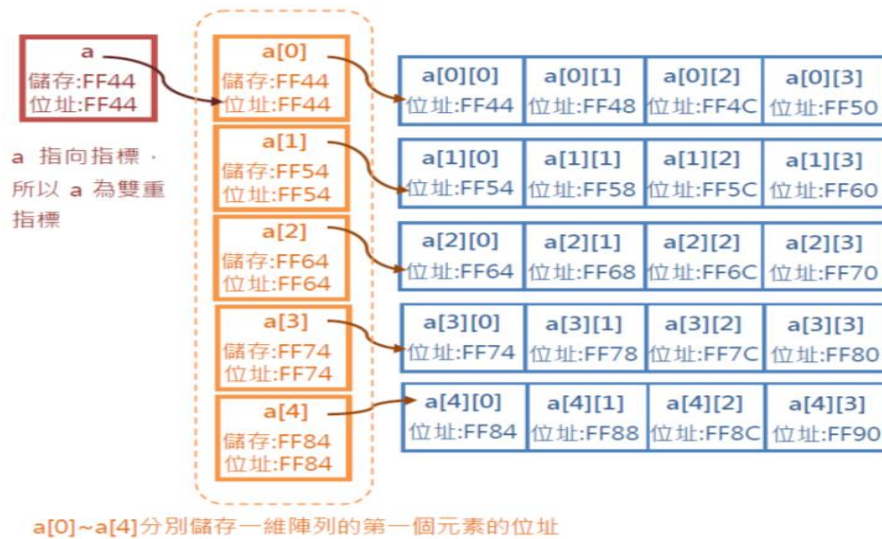 a
儲存:FF44
位址:FF44
a 指向指標，
所以 a 為雙重
指標
a[0]
儲存:FF44
位址:FF44
a[1]
儲存:FF54
位址:FF54
a[2]
儲存:FF64
位址:FF64
a[3]
儲存:FF74
位址:FF74
a[4]
儲存:FF84
位址:FF84
a[0][0] a[0][1] a[0][2] a[0][3]
位址:FF44 位址:FF48 位址:FF4C 位址:FF50
a[1][0] a[1][1] a[1][2] a[1][3]
位址:FF54 位址:FF58 位址:FF5C 位址:FF60
a[2][0] a[2][1] a[2][2] a[2][3]
位址:FF64 位址:FF68 位址:FF6C 位址:FF70
a[3][0] a[3][1] a[3][2] a[3][3]
位址:FF74 位址:FF78 位址:FF7C 位址:FF80
a[4][0] a[4][1] a[4][2] a[4][3]
位址:FF84 位址:FF88 位址:FF8C 位址:FF90
a[0]~a[4]分別儲存一維陣列的第一個元素的位址